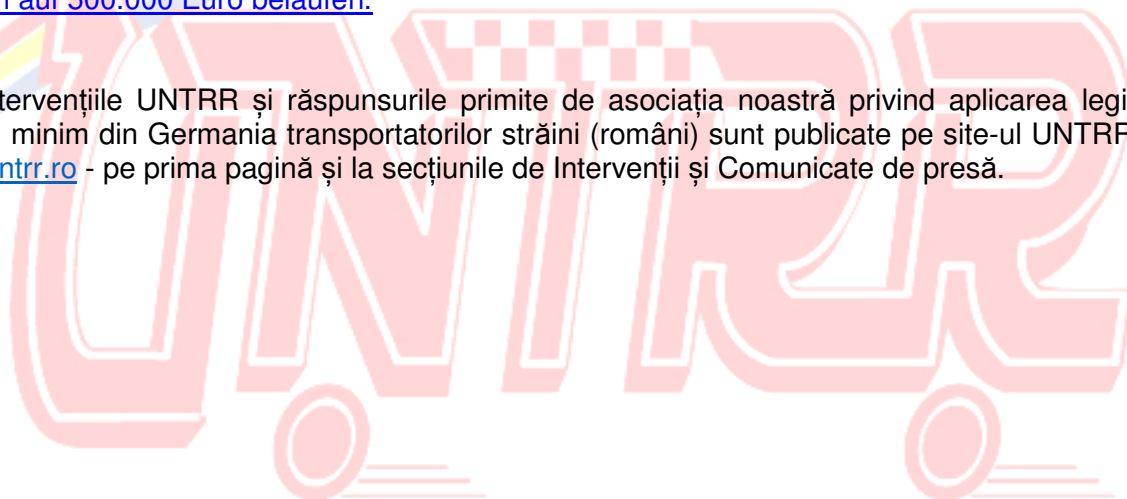 auf 500.000 Euro belaufen.
tervențiile UNTRR și răspunsurile primite de asociația noastră privind aplicarea legi
minim din Germania transportatorilor străini (români) sunt publicate pe site-ul UNTRR
ntrr.ro - pe prima pagină și la secțiunile de Intervenții și Comunicate de presă.
UNTRR